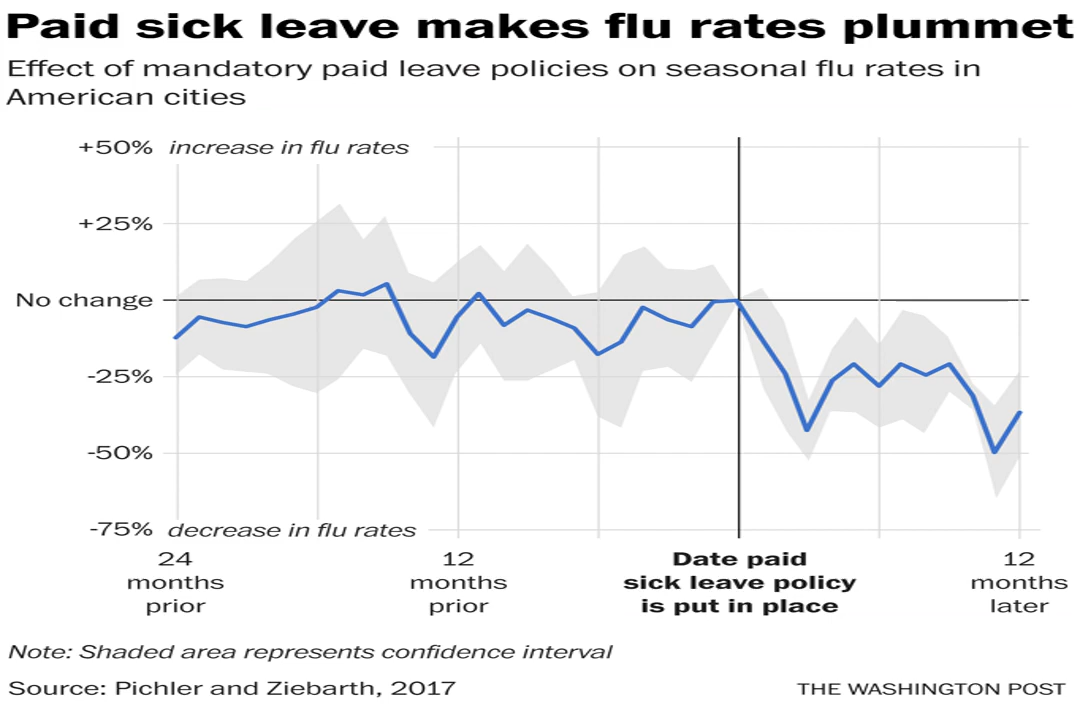 Paid sick leave makes flu rates plummet
Effect of mandatory paid leave policies on seasonal flu rates in
American cities
+50% increase in flu rates
+25%
No change
-25%
-50%
-75% decrease in flu rates
24
months
prior
12
months
prior
Date paid
sick leave policy
is put in place
12
months
later
Note: Shaded area represents confidence interval
Source: Pichler and Ziebarth, 2017
THE WASHINGTON POST